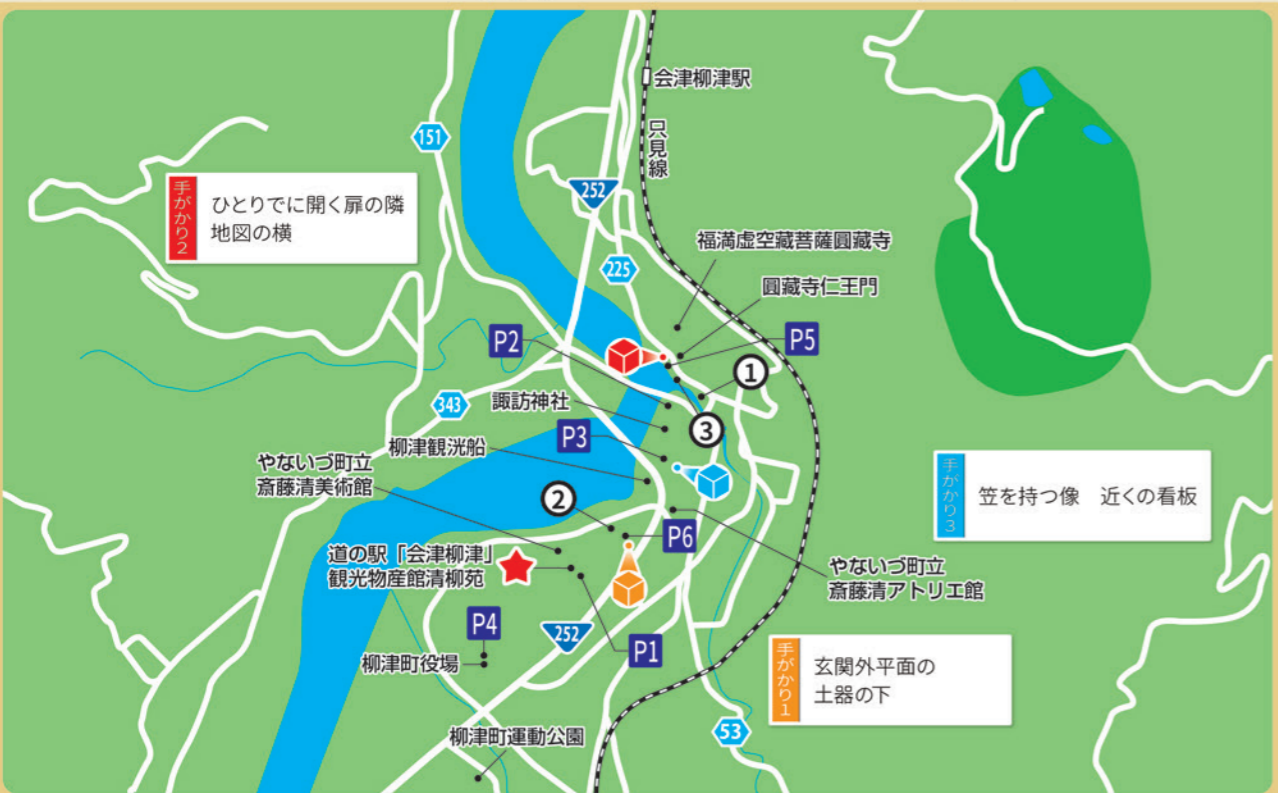 会津柳津駅
只見線
151
252
手がかり2
ひとりでに開く扉の隣
地図の横
福満虚空藏菩薩圓藏寺
225
圓藏寺仁王門
P2
P5
1
343
諏訪神社
3
P3
柳津観洸船
やないづ町立
斎藤清美術館
手がかり3
笠を持つ像 近くの看板
2
P6
道の駅「会津柳津」
観光物産館清柳苑
やないづ町立
斎藤清アトリエ館
P4
252
P1
柳津町役場
手がかり1
玄関外平面の
土器の下
53
柳津町運動公園